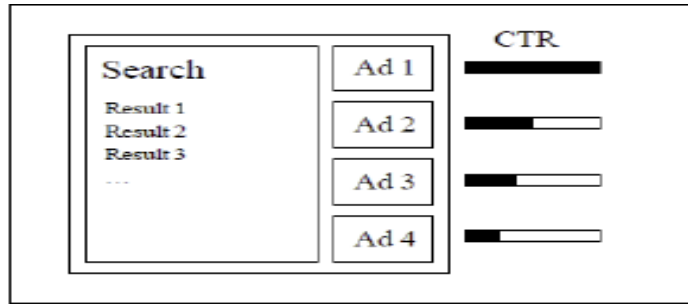 Search
Result 1
Result 2
Result 3
...
Ad 1
Ad 2
Ad 3
Ad 4
CTR